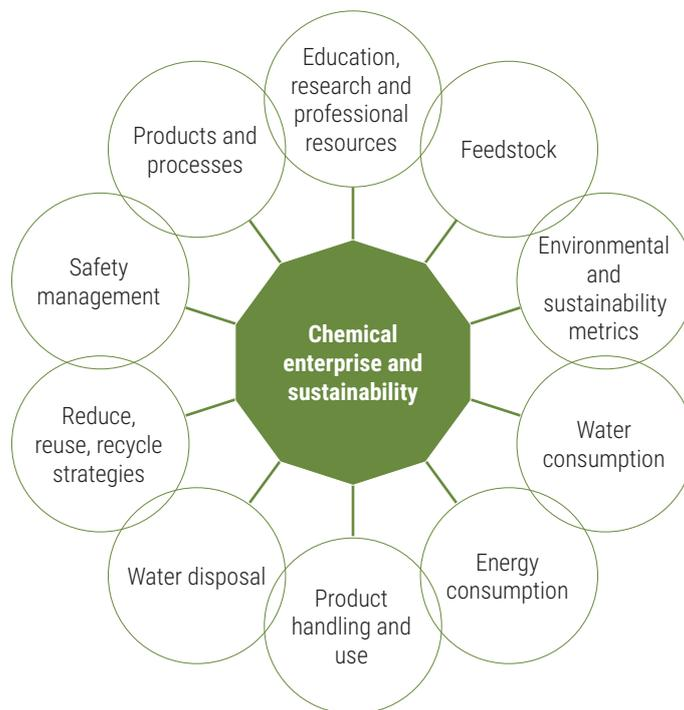 Education,
research and
professional
resources
Feedstock
Environmental
and
sustainability
metrics
Water
consumption
Energy
consumption
Product
handling and
use
Water disposal
Reduce,
reuse, recycle
strategies
Safety
management
Products and
processes
Chemical
enterprise and
sustainability